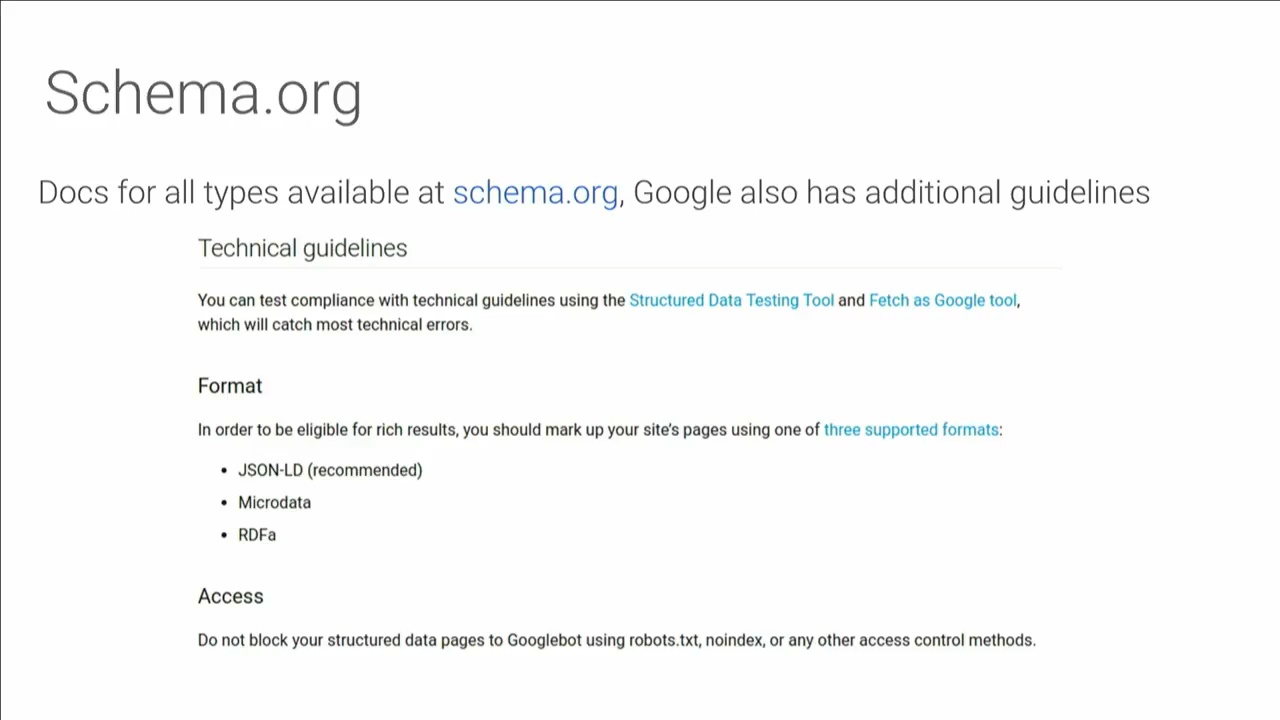 Schema.org
Docs for all types available at schema.org, Google also has additional guidelines
Technical guidelines
You can test compliance with technical guidelines using the Structured Data Testing Tool and Fetch as Google tool,
which will catch most technical errors.
Format
In order to be eligible for rich results, you should mark up your site's pages using one of three supported formats:
• JSON-LD (recommended)
• Microdata
• RDFa
Access
Do not block your structured data pages to Googlebot using robots.txt, noindex, or any other access control methods.